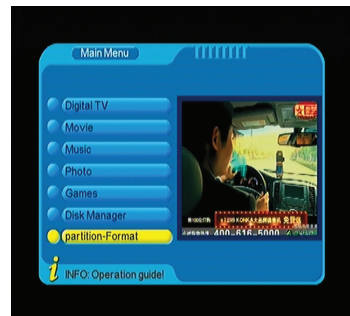 Main Menu
Digital TV
Movie
Music
Photo
Games
Disk Manager
partition-Format
400-616-5000
INFO: Operation guide!